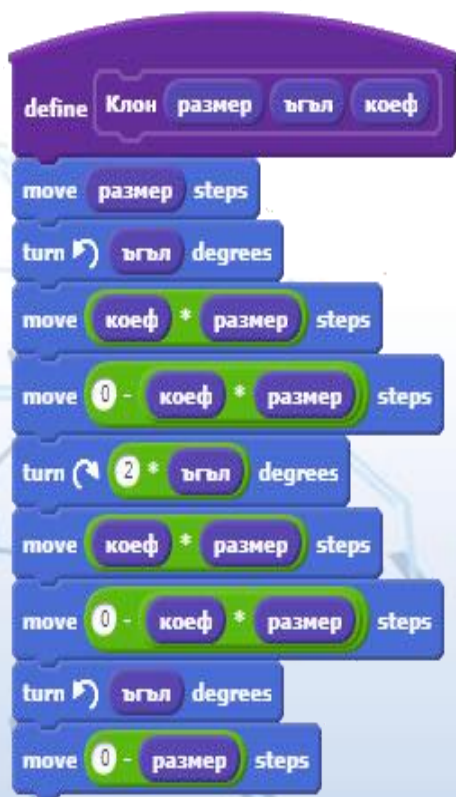 define Клон размер ъгъл коеф
move размер steps
turn ъгъл degrees
move коеф * размер steps
move 0 - коеф * размер steps
turn 2 * ъгъл degrees
move коеф * размер steps
move 0 - коеф * размер steps
turn ъгъл degrees
move 0 - размер steps